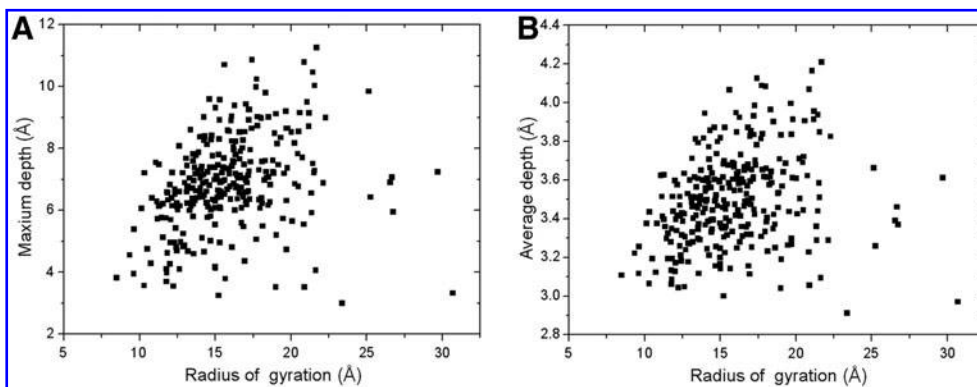 A
Maxium depth (Å)
12
10
8
6
4
2
5 10 15 20 25 30
Radius of gyration (Å)
B
Average depth (Å)
4.4
4.2
4.0
3.8
3.6
3.4
3.2
3.0
2.8
5 10 15 20 25 30
Radius of gyration (Å)